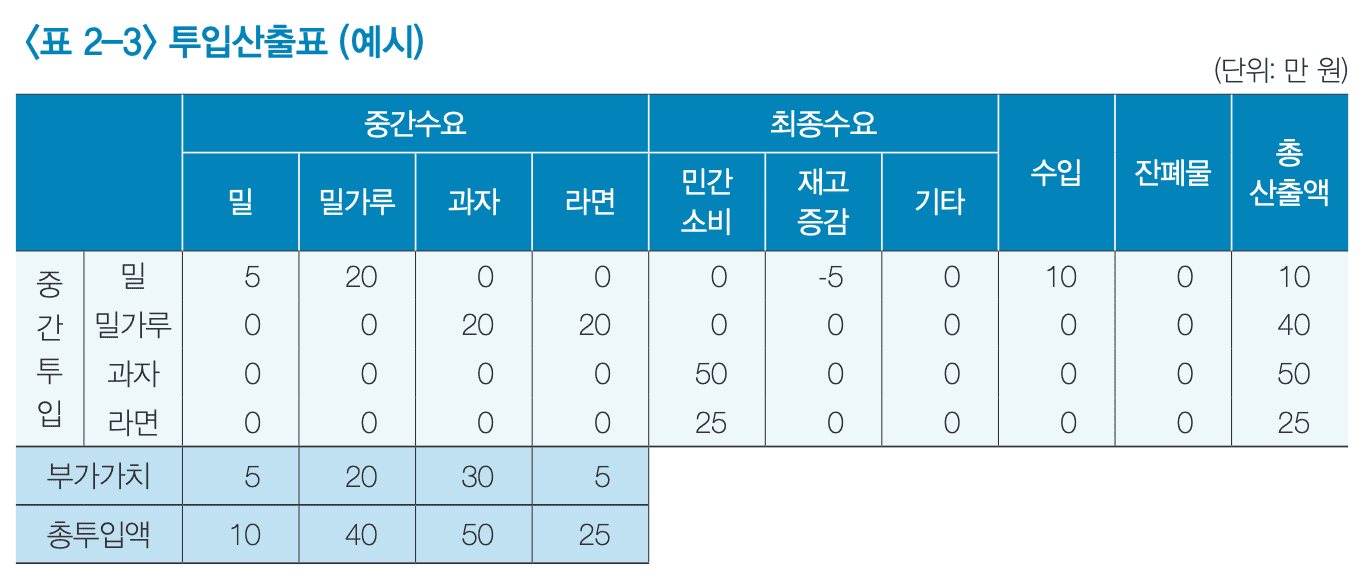 〈표 2–3〉 투입산출표 (예시)
(단위: 만 원)
중간수요 최종수요 수입 잔폐물 총 산출액
밀 밀가루 과자 라면 민간 소비 재고 증감 기타
중간투입 밀 5 20 0 0 0 -5 0 10 0 10
밀가루 0 0 20 20 0 0 0 0 0 40
과자 0 0 0 0 50 0 0 0 0 50
라면 0 0 0 0 25 0 0 0 0 25
부가가치 5 20 30 5
총투입액 10 40 50 25